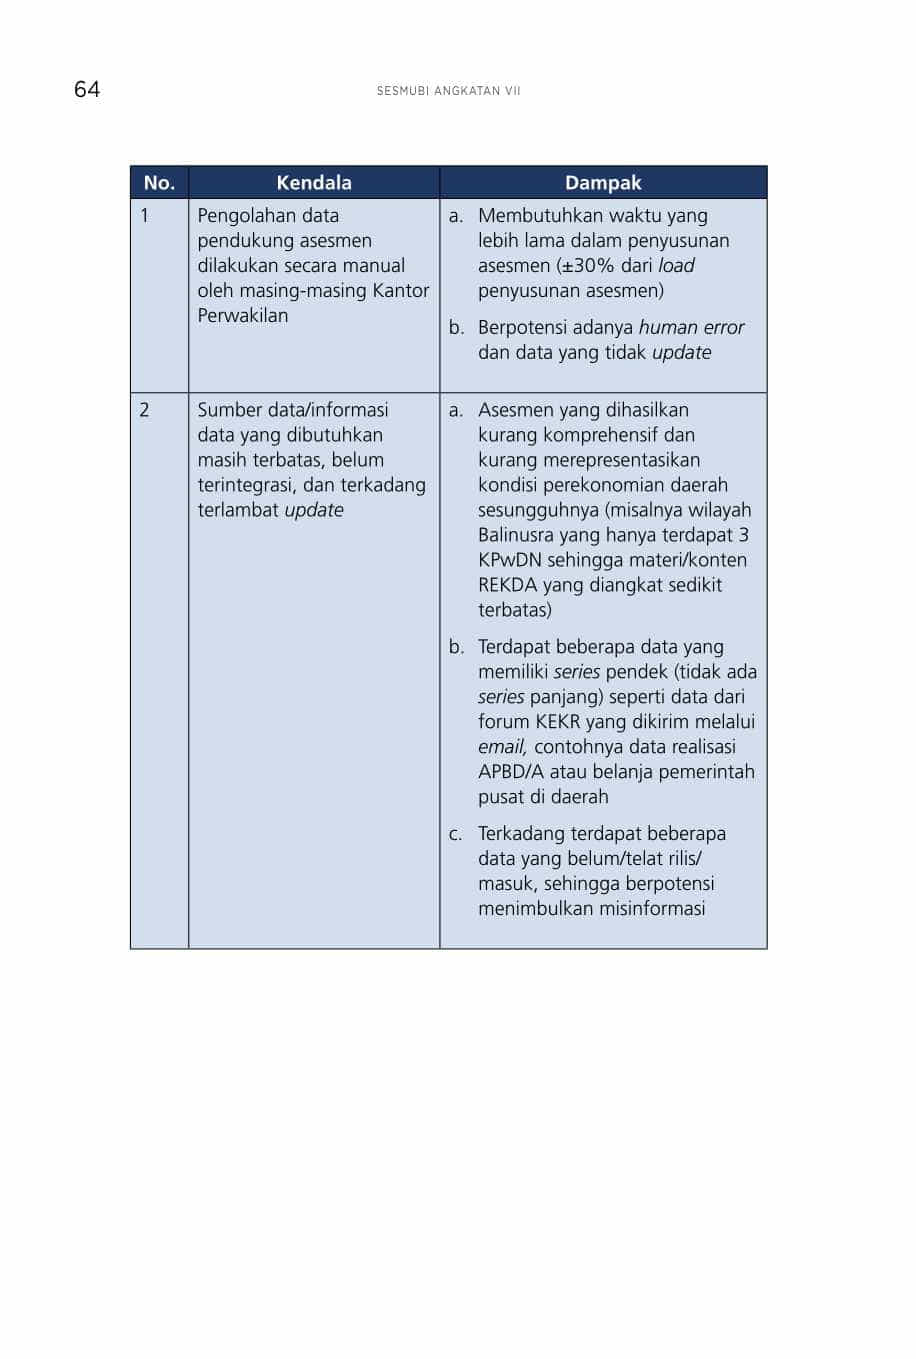 64
SESMUBI ANGKATAN VII
No.
Kendala
Dampak
1
Pengolahan data
pendukung asesmen
dilakukan secara manual
oleh masing-masing Kantor
Perwakilan
a. Membutuhkan waktu yang
lebih lama dalam penyusunan
asesmen (±30% dari load
penyusunan asesmen)
b. Berpotensi adanya human error
dan data yang tidak update
2
Sumber data/informasi
data yang dibutuhkan
masih terbatas, belum
terintegrasi, dan terkadang
terlambat update
a. Asesmen yang dihasilkan
kurang komprehensif dan
kurang merepresentasikan
kondisi perekonomian daerah
sesungguhnya (misalnya wilayah
Balinusra yang hanya terdapat 3
KPwDN sehingga materi/konten
REKDA yang diangkat sedikit
terbatas)
b. Terdapat beberapa data yang
memiliki series pendek (tidak ada
series panjang) seperti data dari
forum KEKR yang dikirim melalui
email, contohnya data realisasi
APBD/A atau belanja pemerintah
pusat di daerah
c. Terkadang terdapat beberapa
data yang belum/telat rilis/
masuk, sehingga berpotensi
menimbulkan misinformasi